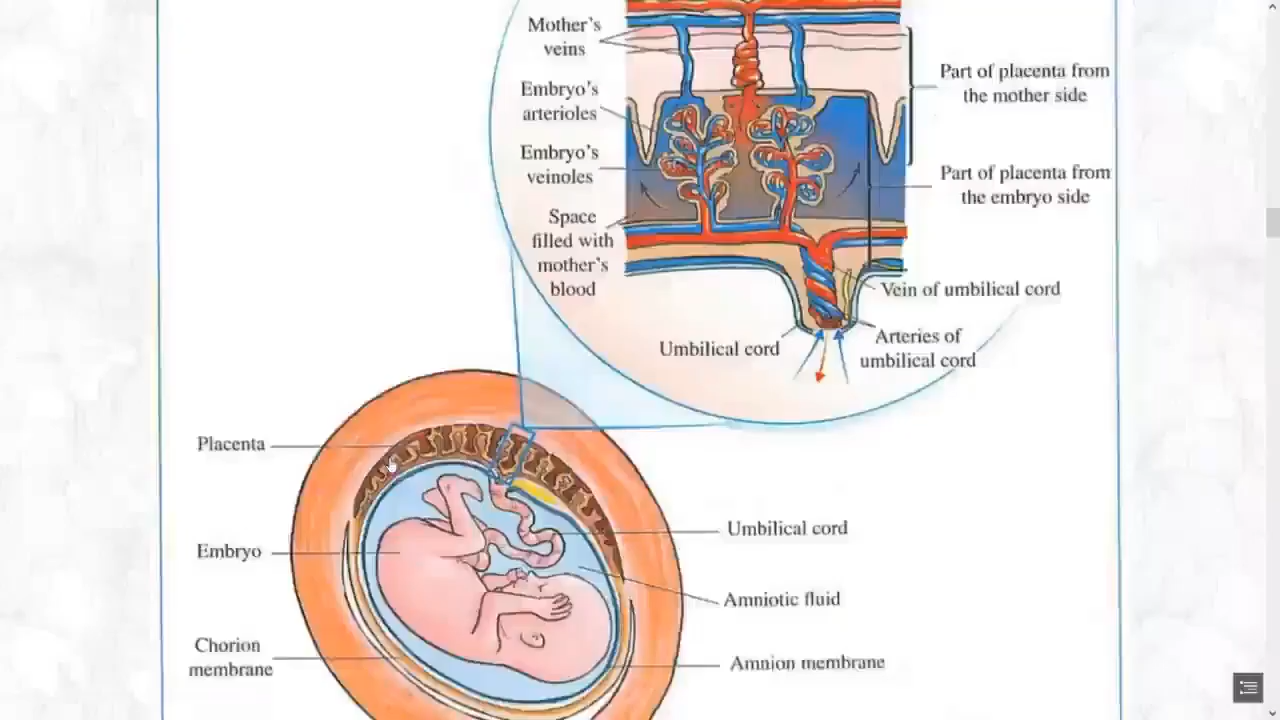 Mother's
veins
Embryo's
arterioles
Embryo's
veinoles
Space
filled with
mother's
blood
Part of placenta from
the mother side
Part of placenta from
the embryo side
Vein of umbilical cord
Arteries of
umbilical cord
Umbilical cord
Placenta
Embryo
Chorion
membrane
Umbilical cord
Amniotic fluid
Amnion membrane